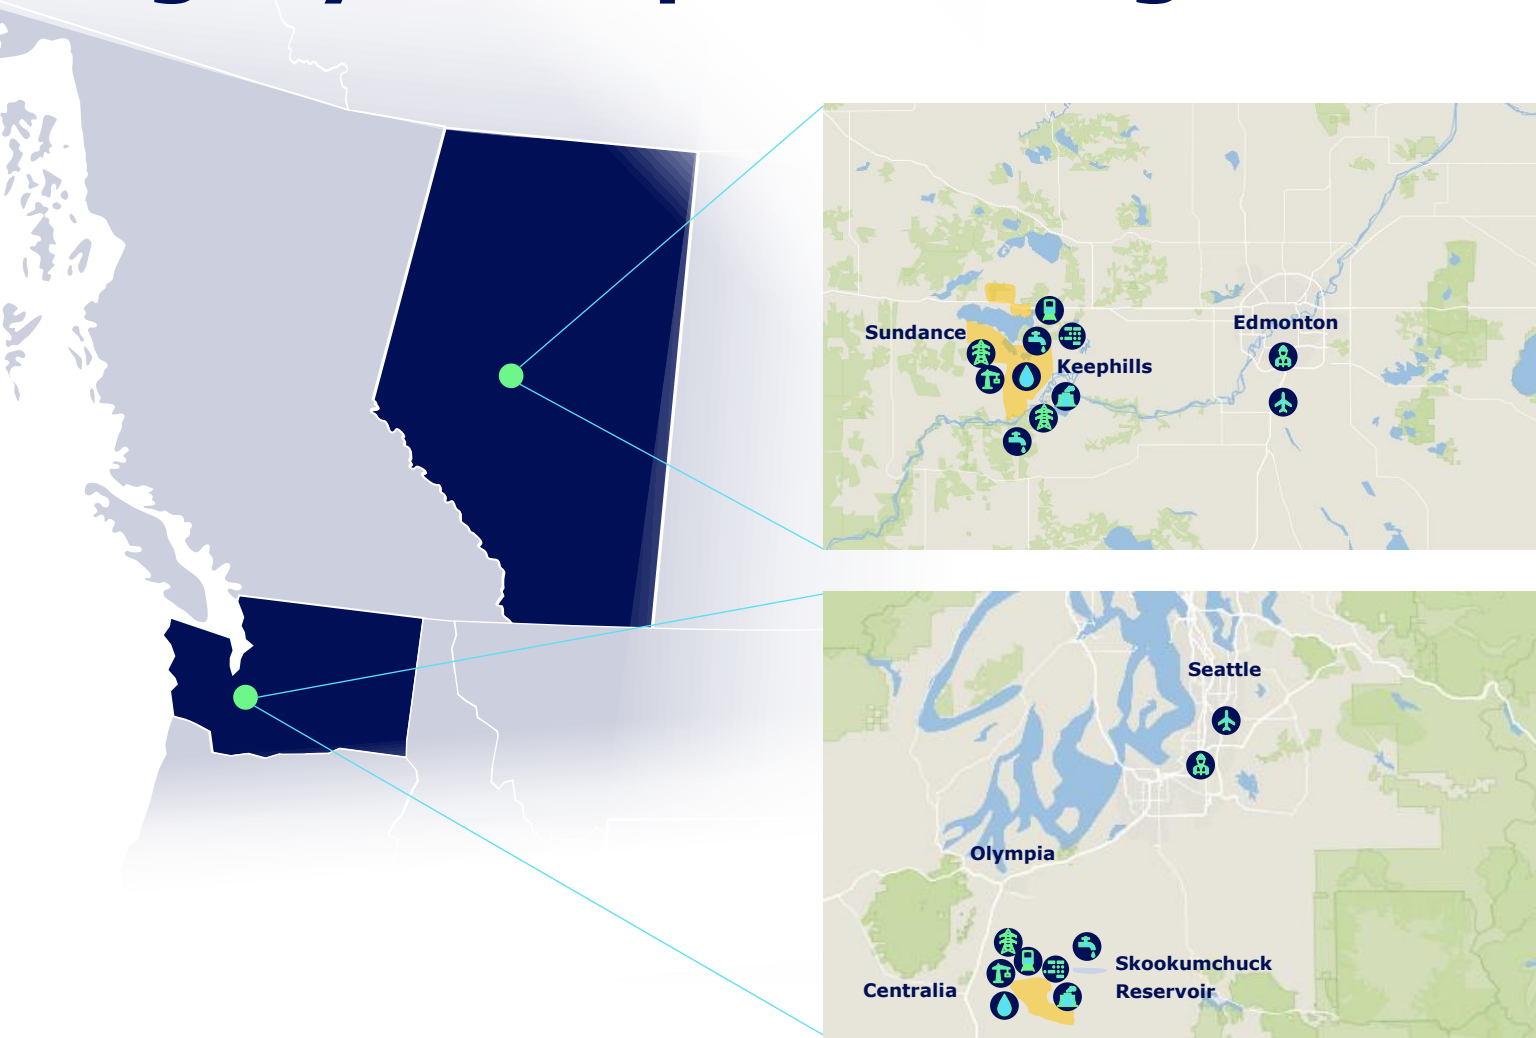 Sundance
Edmonton
Keephills
Seattle
Olympia
Skookumchuck
Reservoir
Centralia